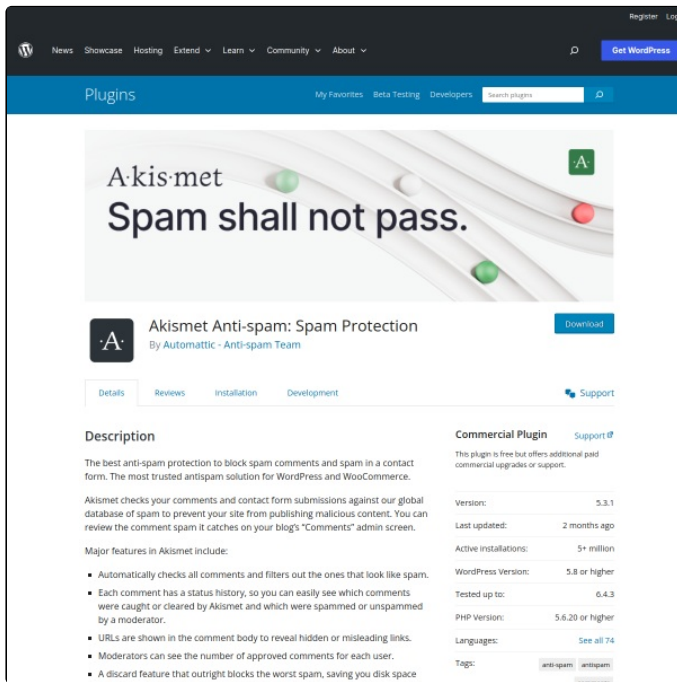 Register
News Showcase Hosting Extend Learn Community About Get WordPress
Plugins My Favorites Beta Testing Developers Search plugins
A·kis·met
·A·
Spam shall not pass.
·A·
Akismet Anti-spam: Spam Protection
Download
By Automattic - Anti-spam Team
Details Reviews Installation Development Support
Description
The best anti-spam protection to block spam comments and spam in a contact
form. The most trusted antispam solution for WordPress and WooCommerce.
Akismet checks your comments and contact form submissions against our global
database of spam to prevent your site from publishing malicious content. You can
review the comment spam it catches on your blog's "Comments" admin screen.
Major features in Akismet include:
▪ Automatically checks all comments and filters out the ones that look like spam.
▪ Each comment has a status history, so you can easily see which comments
were caught or cleared by Akismet and which were spammed or unspammed
by a moderator.
▪ URLs are shown in the comment body to reveal hidden or misleading links.
▪ Moderators can see the number of approved comments for each user.
▪ A discard feature that outright blocks the worst spam, saving you disk space
Commercial Plugin Support
This plugin is free but offers additional paid
commercial upgrades or support.
Version: 5.3.1
Last updated: 2 months ago
Active installations: 5+ million
WordPress Version: 5.8 or higher
Tested up to: 6.4.3
PHP Version: 5.6.20 or higher
Languages: See all 74
Tags: anti-spam antispam